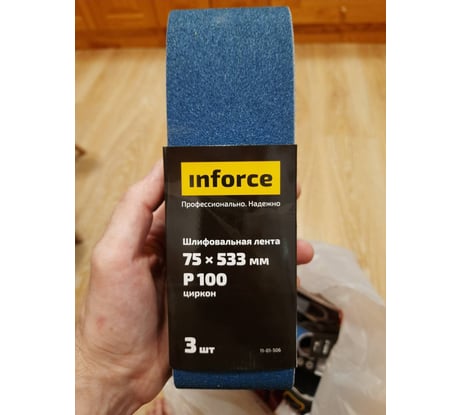 inforce
Профессионально. Надежно
Шлифовальная лента
75 × 533 мм
P 100
циркон
3 шт
11-01-506